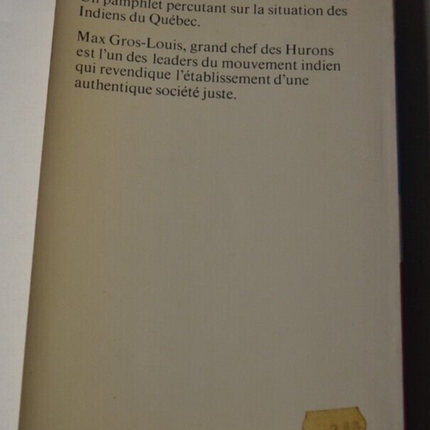 Un pamphlet percutant sur la situation des
Indiens du Québec.
Max Gros-Louis, grand chef des Hurons
est l'un des leaders du mouvement indien
qui revendique l'établissement d'une
authentique société juste.